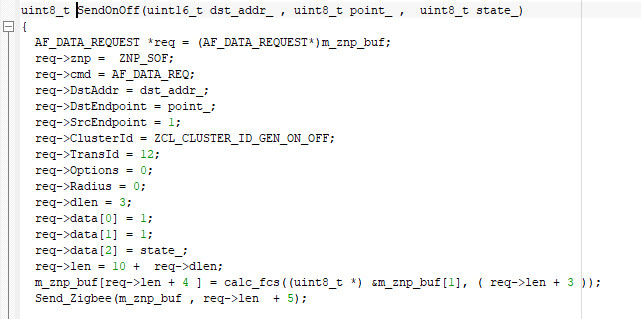 uint8_t SendOnOff(uint16_t dst_addr_ , uint8_t point_ ,  uint8_t state_)
{
  AF_DATA_REQUEST *req = (AF_DATA_REQUEST*)m_znp_buf;
  req->znp =  ZNP_SOF;
  req->cmd = AF_DATA_REQ;
  req->DstAddr = dst_addr_;
  req->DstEndpoint = point_;
  req->SrcEndpoint = 1;
  req->ClusterId = ZCL_CLUSTER_ID_GEN_ON_OFF;
  req->TransId = 12;
  req->Options = 0;
  req->Radius = 0;
  req->dlen = 3;
  req->data[0] = 1;
  req->data[1] = 1;
  req->data[2] = state_;
  req->len = 10 +  req->dlen;
  m_znp_buf[req->len + 4 ] = calc_fcs((uint8_t *) &m_znp_buf[1], ( req->len + 3 ));
  Send_Zigbee(m_znp_buf , req->len  + 5);